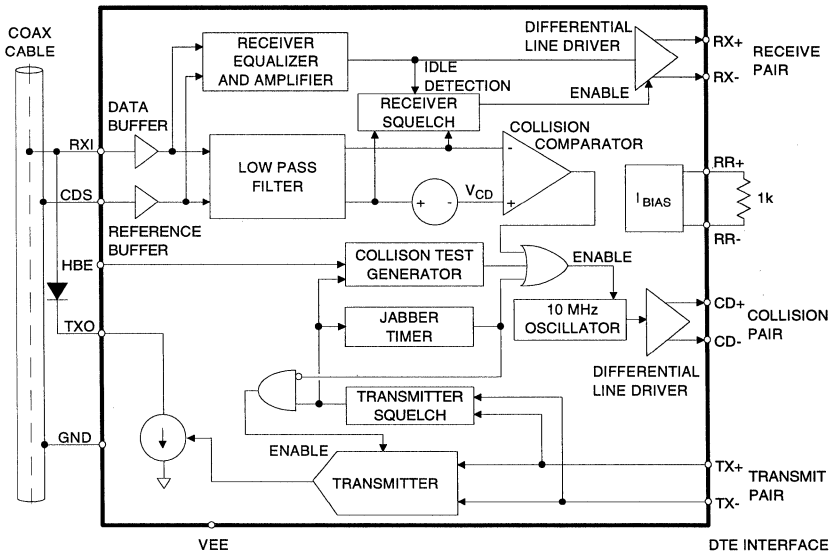 COAX
CABLE
RECEIVER
EQUALIZER
AND AMPLIFIER
DIFFERENTIAL
LINE DRIVER
RX+
RX-
RECEIVE
PAIR
IDLE
DETECTION
ENABLE
DATA
BUFFER
RECEIVER
SQUELCH
COLLISION
COMPARATOR
RXI
LOW PASS
FILTER
-
+
+
-
VCD
CDS
REFERENCE
BUFFER
RR+
I BIAS
1k
RR-
HBE
COLLISON TEST
GENERATOR
ENABLE
JABBER
TIMER
10 MHz
OSCILLATOR
CD+
CD-
COLLISION
PAIR
TXO
DIFFERENTIAL
LINE DRIVER
TRANSMITTER
SQUELCH
GND
ENABLE
TRANSMITTER
TX+
TX-
TRANSMIT
PAIR
VEE
DTE INTERFACE